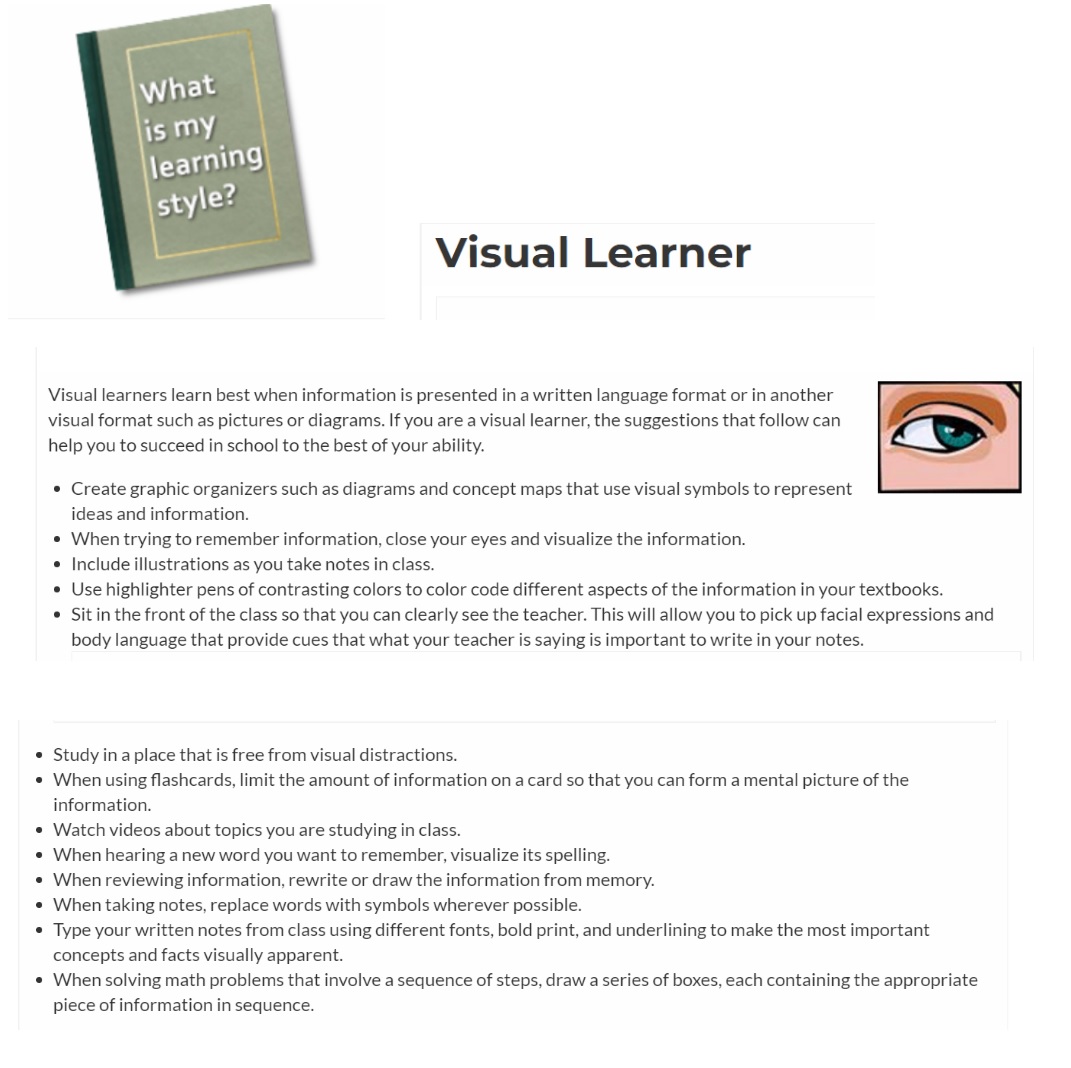 What
is my
learning
style?
Visual Learner
Visual learners learn best when information is presented in a written language format or in another
visual format such as pictures or diagrams. If you are a visual learner, the suggestions that follow can
help you to succeed in school to the best of your ability.
• Create graphic organizers such as diagrams and concept maps that use visual symbols to represent
ideas and information.
• When trying to remember information, close your eyes and visualize the information.
• Include illustrations as you take notes in class.
• Use highlighter pens of contrasting colors to color code different aspects of the information in your textbooks.
• Sit in the front of the class so that you can clearly see the teacher. This will allow you to pick up facial expressions and
body language that provide cues that what your teacher is saying is important to write in your notes.
• Study in a place that is free from visual distractions.
• When using flashcards, limit the amount of information on a card so that you can form a mental picture of the
information.
• Watch videos about topics you are studying in class.
• When hearing a new word you want to remember, visualize its spelling.
• When reviewing information, rewrite or draw the information from memory.
• When taking notes, replace words with symbols wherever possible.
• Type your written notes from class using different fonts, bold print, and underlining to make the most important
concepts and facts visually apparent.
• When solving math problems that involve a sequence of steps, draw a series of boxes, each containing the appropriate
piece of information in sequence.